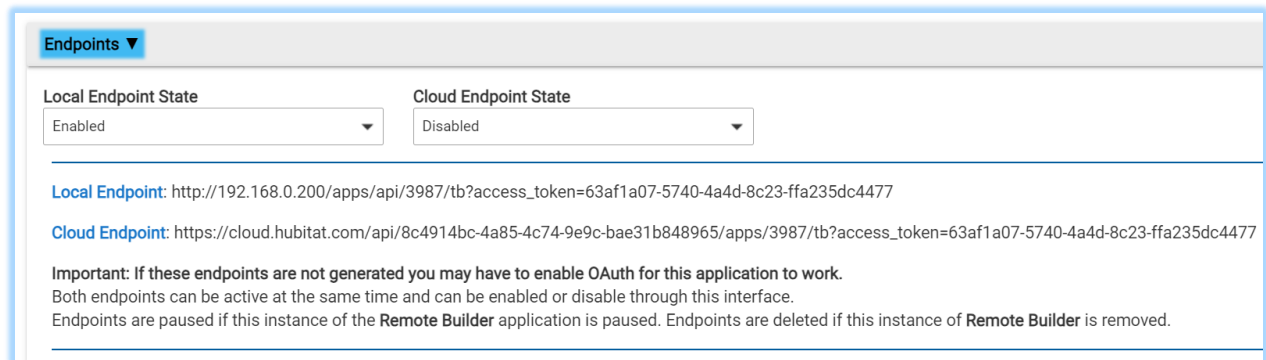 Endpoints ▼
Local Endpoint State Cloud Endpoint State
Enabled Disabled
Local Endpoint: http://192.168.0.200/apps/api/3987/tb?access_token=63af1a07-5740-4a4d-8c23-ffa235dc4477
Cloud Endpoint: https://cloud.hubitat.com/api/8c4914bc-4a85-4c74-9e9c-bae31b848965/apps/3987/tb?access_token=63af1a07-5740-4a4d-8c23-ffa235dc4477
Important: If these endpoints are not generated you may have to enable OAuth for this application to work.
Both endpoints can be active at the same time and can be enabled or disable through this interface.
Endpoints are paused if this instance of the Remote Builder application is paused. Endpoints are deleted if this instance of Remote Builder is removed.